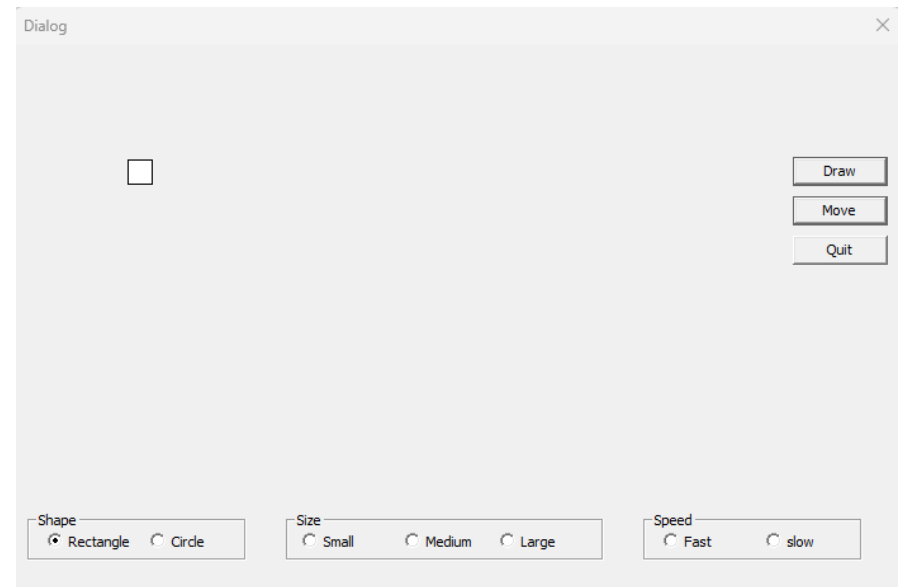 Dialog
Draw
Move
Quit
Shape
Size
Speed
Rectangle Circle
Small Medium Large
Fast slow